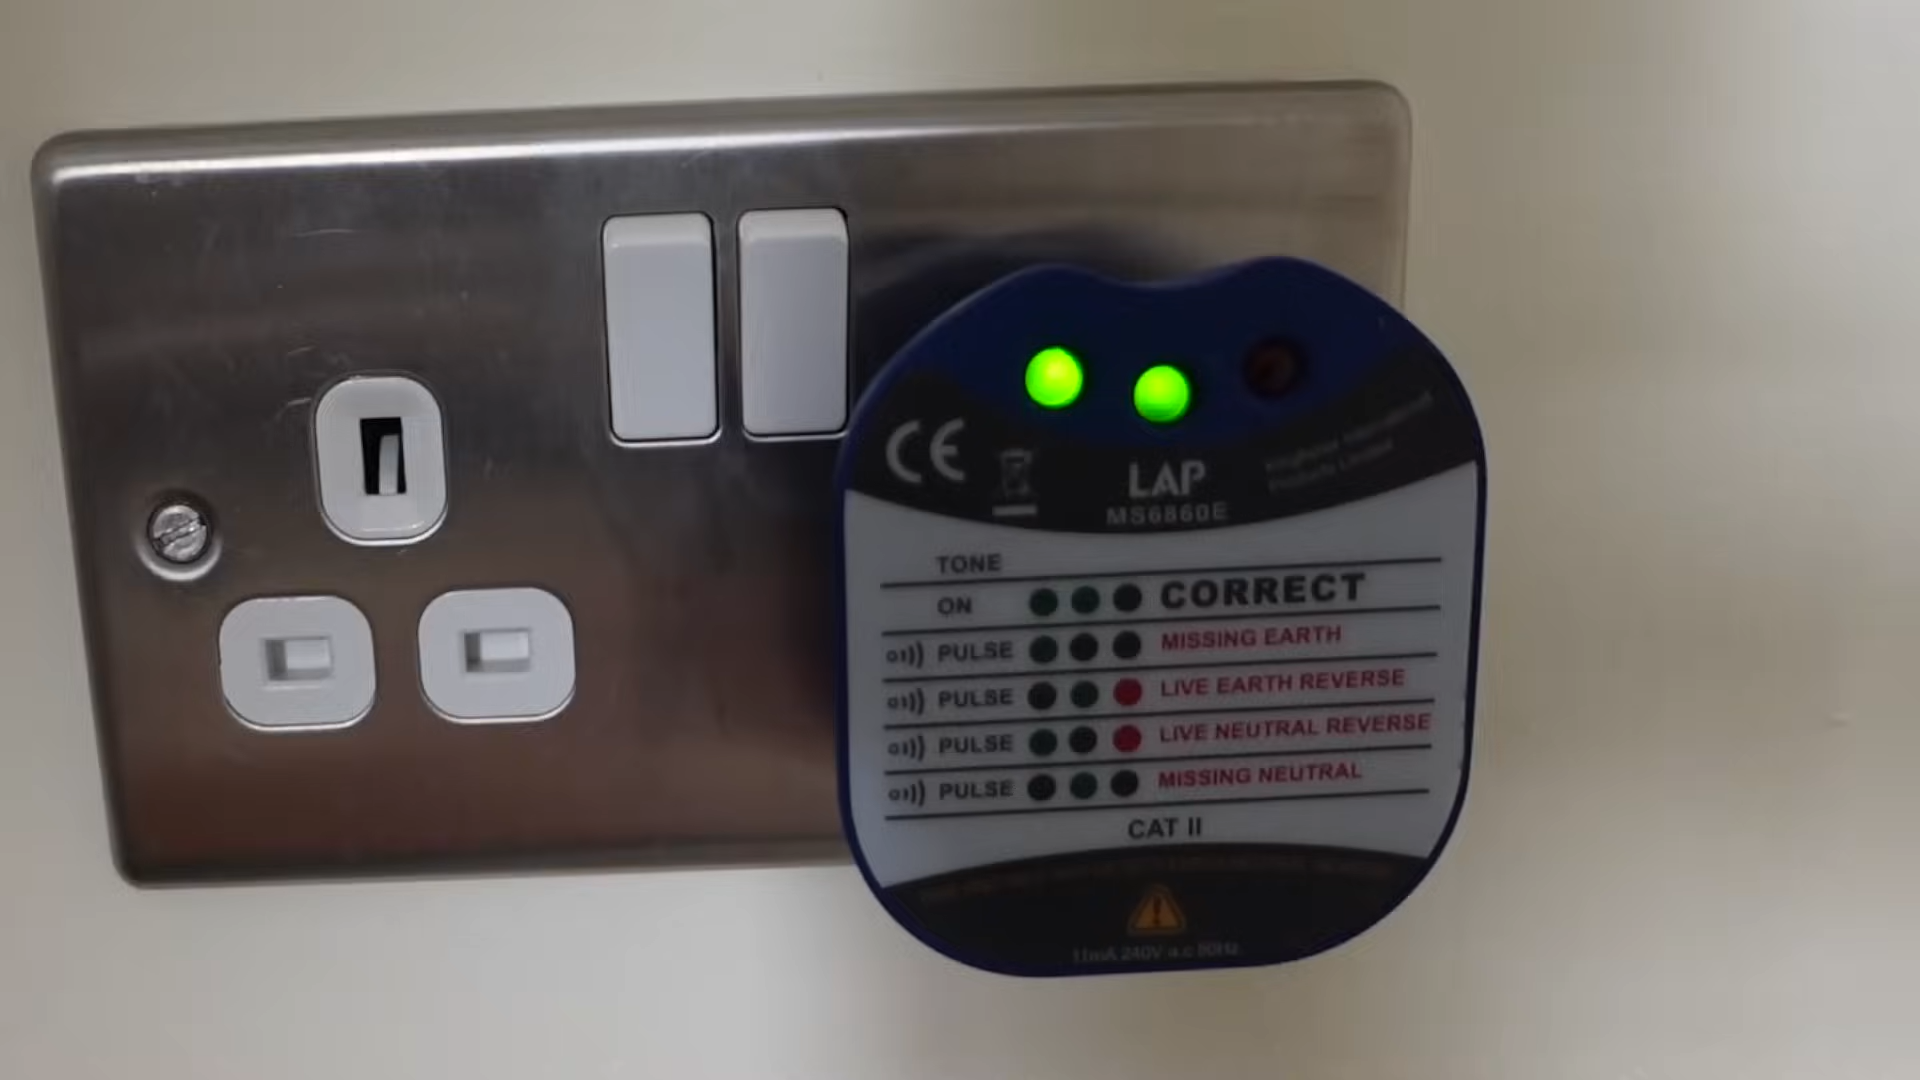 CE
LAP
MS6860E
TONE
ON CORRECT
PULSE MISSING EARTH
PULSE LIVE EARTH REVERSE
PULSE LIVE NEUTRAL REVERSE
PULSE MISSING NEUTRAL
CAT II
240V a.c